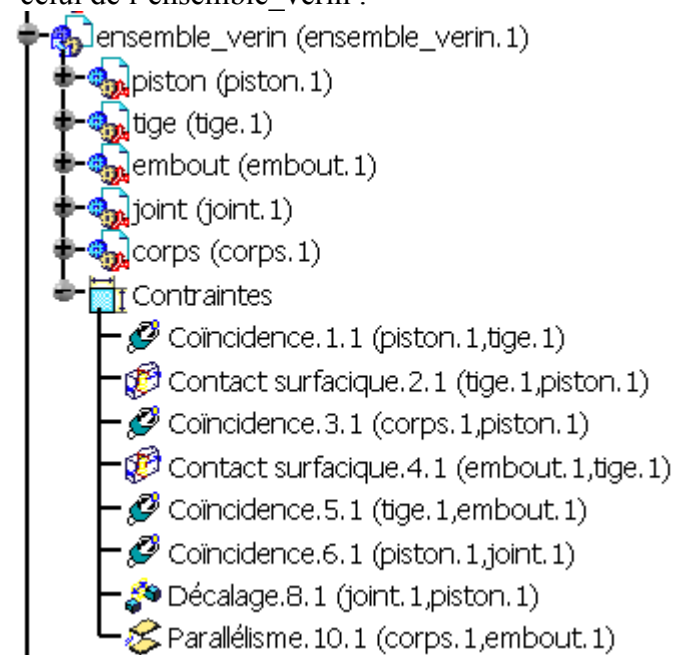 celui de l'ensemble_verin :
ensemble_verin (ensemble_verin.1)
piston (piston.1)
tige (tige.1)
embout (embout.1)
joint (joint.1)
corps (corps.1)
Contraintes
Coïncidence.1.1 (piston.1,tige.1)
Contact surfacique.2.1 (tige.1,piston.1)
Coïncidence.3.1 (corps.1,piston.1)
Contact surfacique.4.1 (embout.1,tige.1)
Coïncidence.5.1 (tige.1,embout.1)
Coïncidence.6.1 (piston.1,joint.1)
Décalage.8.1 (joint.1,piston.1)
Parallélisme.10.1 (corps.1,embout.1)